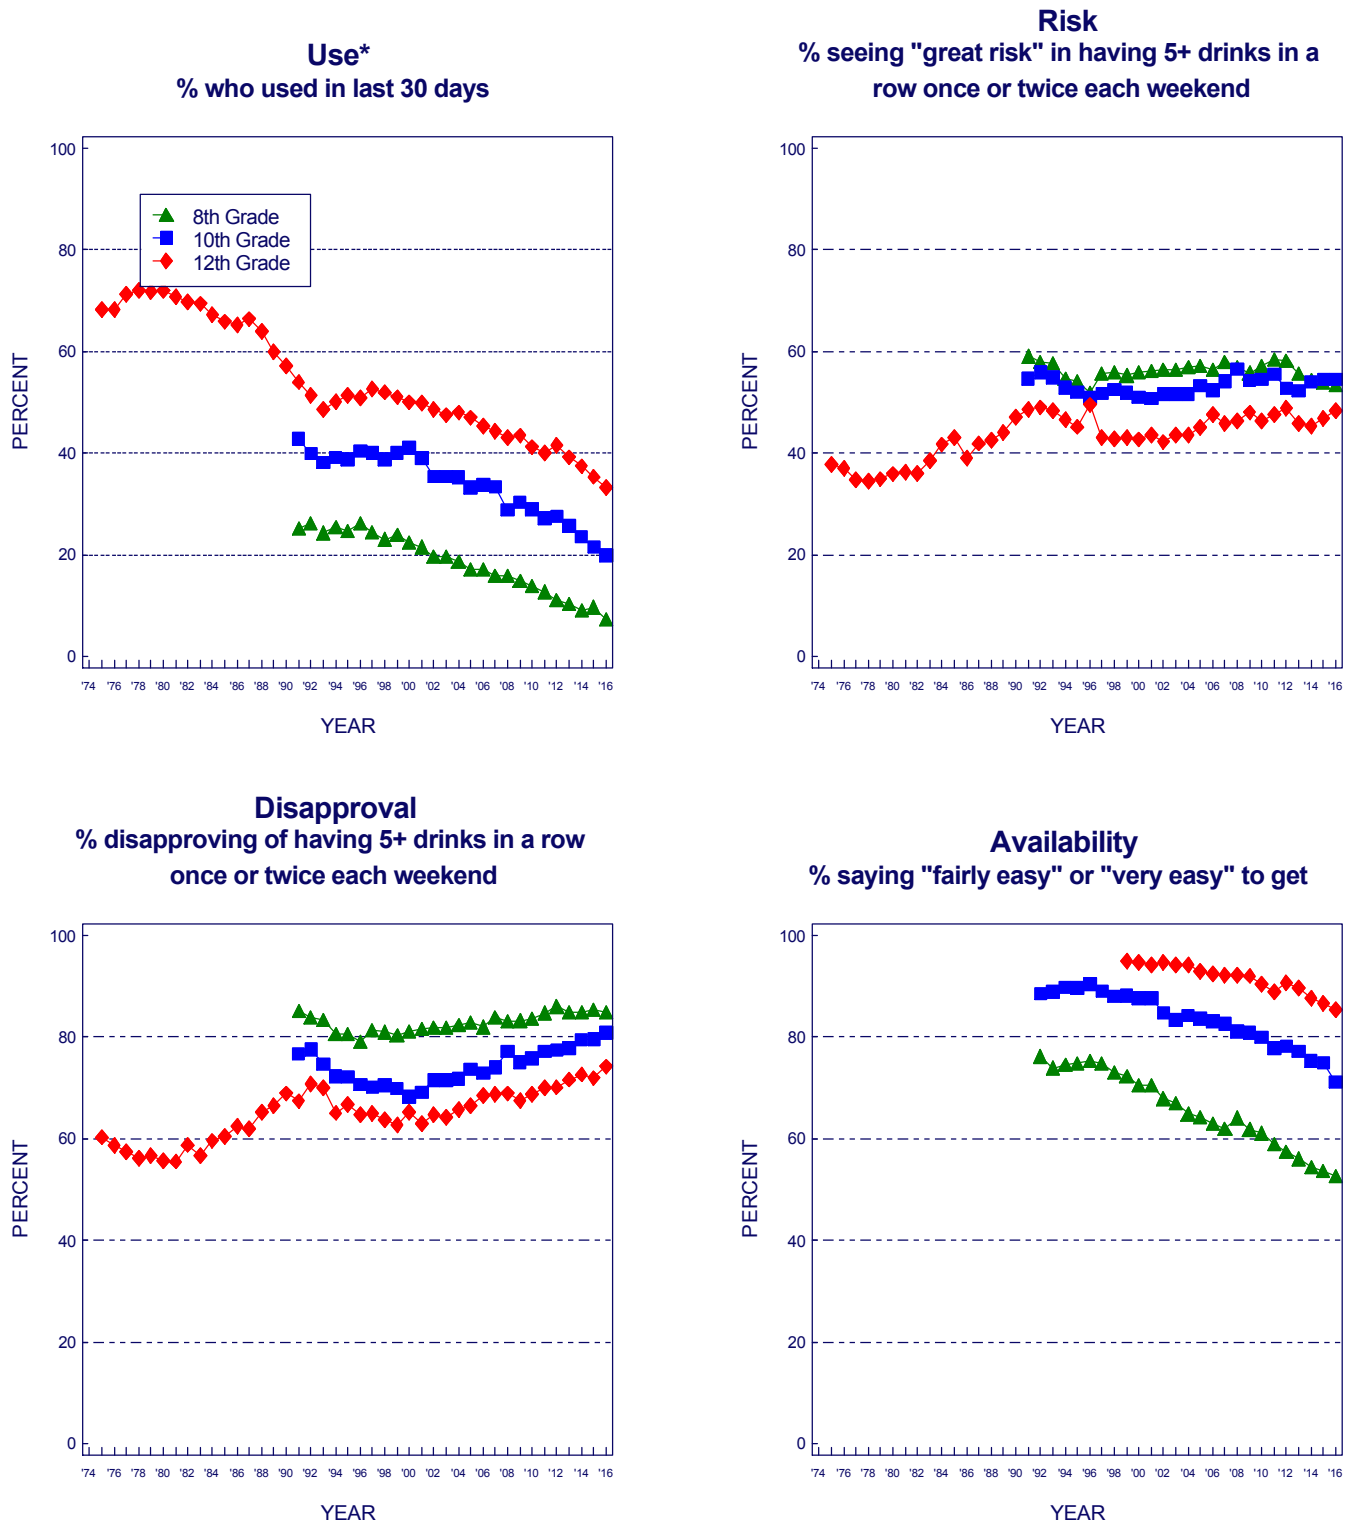 Use*
% who used in last 30 days
100
80
60
40
20
0
PERCENT
8th Grade
10th Grade
12th Grade
'74 '76 '78 '80 '82 '84 '86 '88 '90 '92 '94 '96 '98 '00 '02 '04 '06 '08 '10 '12 '14 '16
YEAR
Risk
% seeing "great risk" in having 5+ drinks in a
row once or twice each weekend
100
80
60
40
20
0
PERCENT
'74 '76 '78 '80 '82 '84 '86 '88 '90 '92 '94 '96 '98 '00 '02 '04 '06 '08 '10 '12 '14 '16
YEAR
Disapproval
% disapproving of having 5+ drinks in a row
once or twice each weekend
100
80
60
40
20
0
PERCENT
'74 '76 '78 '80 '82 '84 '86 '88 '90 '92 '94 '96 '98 '00 '02 '04 '06 '08 '10 '12 '14 '16
YEAR
Availability
% saying "fairly easy" or "very easy" to get
100
80
60
40
20
0
PERCENT
'74 '76 '78 '80 '82 '84 '86 '88 '90 '92 '94 '96 '98 '00 '02 '04 '06 '08 '10 '12 '14 '16
YEAR